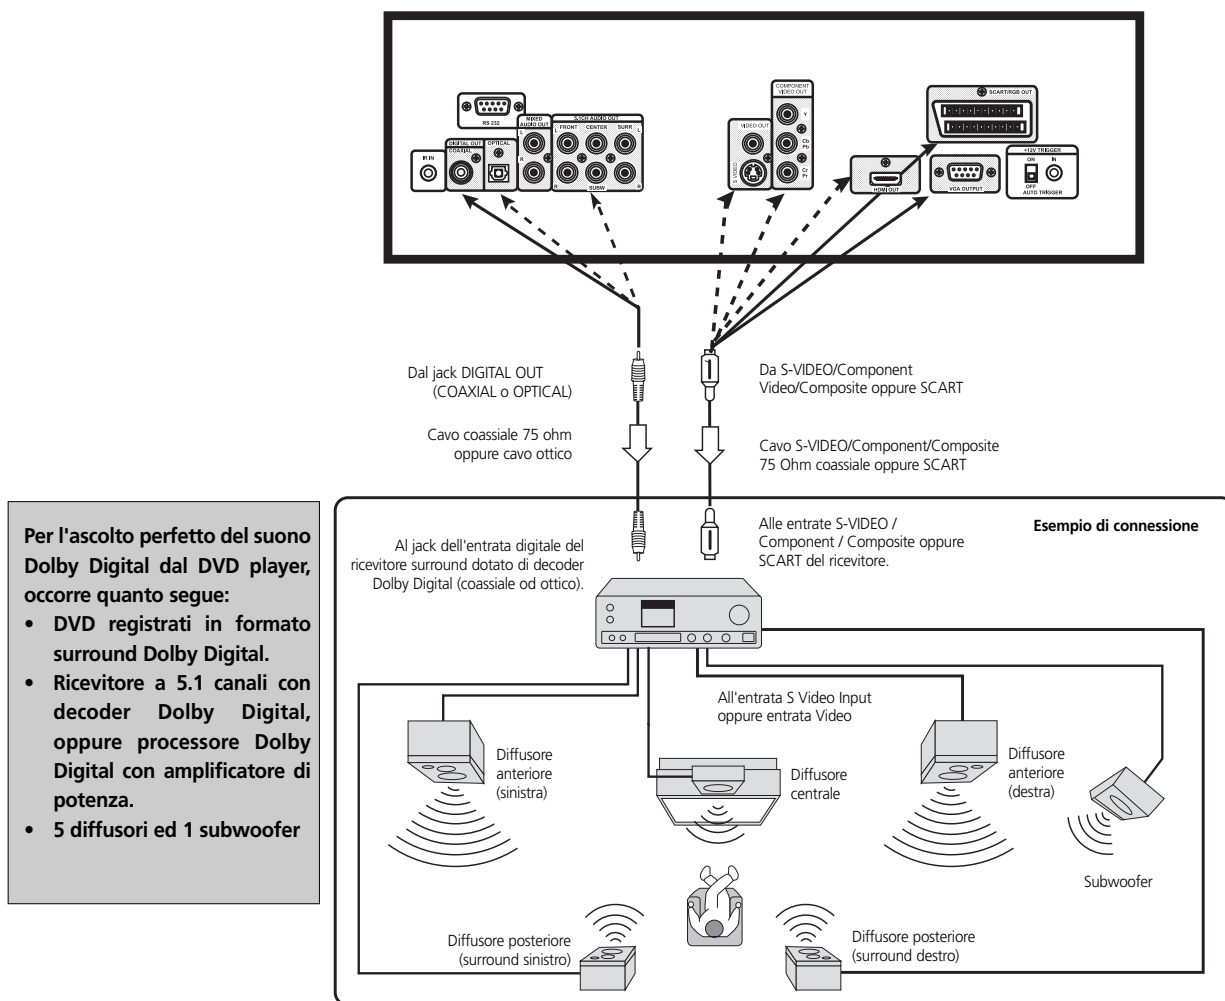 COMPONENT
VIDEO OUT
SCART/RGB OUT
RS 232
MIXED
AUDIO OUT
5.1CH AUDIO OUT
L
L FRONT CENTER SURR L
VIDEO OUT
Y
DIGITAL OUT
COAXIAL
OPTICAL
IR IN
R
Cb
Pb
+12V TRIGGER
ON IN
S VIDEO
Cr
Pr
R SUBW R
HDMI OUT
VGA OUTPUT
OFF
AUTO TRIGGER
Dal jack DIGITAL OUT
(COAXIAL o OPTICAL)
Da S-VIDEO/Component
Video/Composite oppure SCART
Cavo coassiale 75 ohm
oppure cavo ottico
Cavo S-VIDEO/Component/Composite
75 Ohm coassiale oppure SCART
Per l'ascolto perfetto del suono
Dolby Digital dal DVD player,
occorre quanto segue:
• DVD registrati in formato
surround Dolby Digital.
• Ricevitore a 5.1 canali con
decoder Dolby Digital,
oppure processore Dolby
Digital con amplificatore di
potenza.
• 5 diffusori ed 1 subwoofer
Al jack dell'entrata digitale del
ricevitore surround dotato di decoder
Dolby Digital (coassiale od ottico).
Alle entrate S-VIDEO /
Component / Composite oppure
SCART del ricevitore.
Esempio di connessione
All'entrata S Video Input
oppure entrata Video
Diffusore
anteriore
(sinistra)
Diffusore
centrale
Diffusore
anteriore
(destra)
Subwoofer
Diffusore posteriore
(surround sinistro)
Diffusore posteriore
(surround destro)